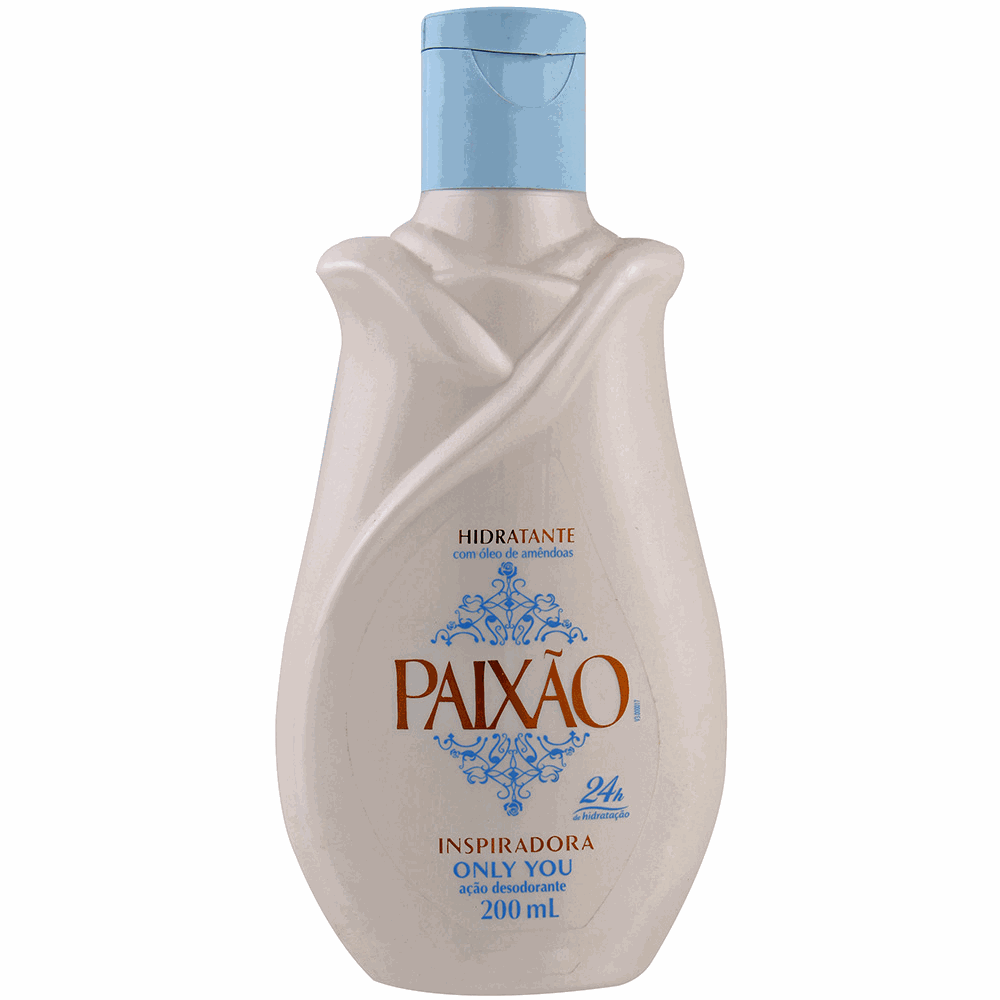 HIDRATANTE
com óleo de amêndoas
PAIXÃO
24h
de hidratação
INSPIRADORA
ONLY YOU
ação desodorante
200 mL